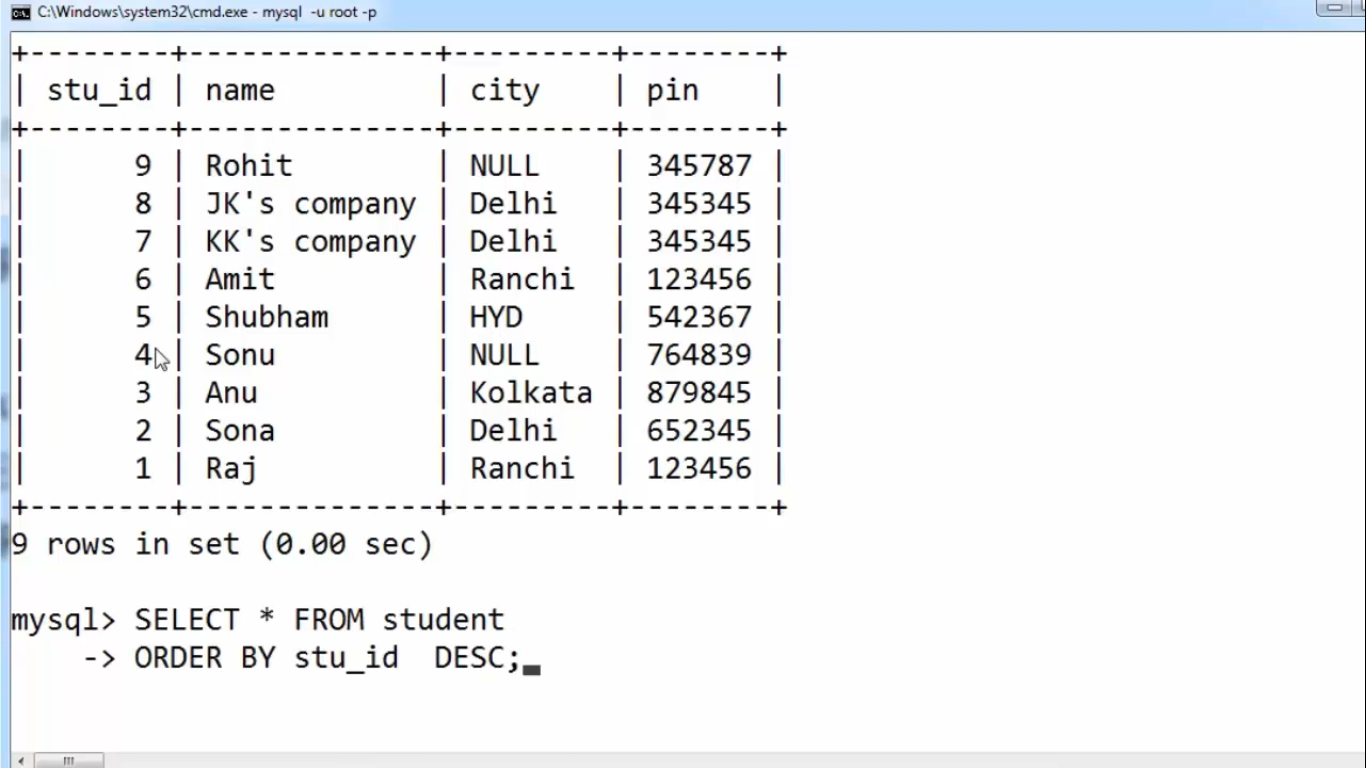 C:\Windows\system32\cmd.exe - mysql -u root -p
+--------+--------------+---------+--------+
| stu_id | name         | city    | pin    |
+--------+--------------+---------+--------+
|      9 | Rohit        | NULL    | 345787 |
|      8 | JK's company | Delhi   | 345345 |
|      7 | KK's company | Delhi   | 345345 |
|      6 | Amit         | Ranchi  | 123456 |
|      5 | Shubham      | HYD     | 542367 |
|      4 | Sonu         | NULL    | 764839 |
|      3 | Anu          | Kolkata | 879845 |
|      2 | Sona         | Delhi   | 652345 |
|      1 | Raj          | Ranchi  | 123456 |
+--------+--------------+---------+--------+
9 rows in set (0.00 sec)
mysql> SELECT * FROM student
    -> ORDER BY stu_id  DESC;